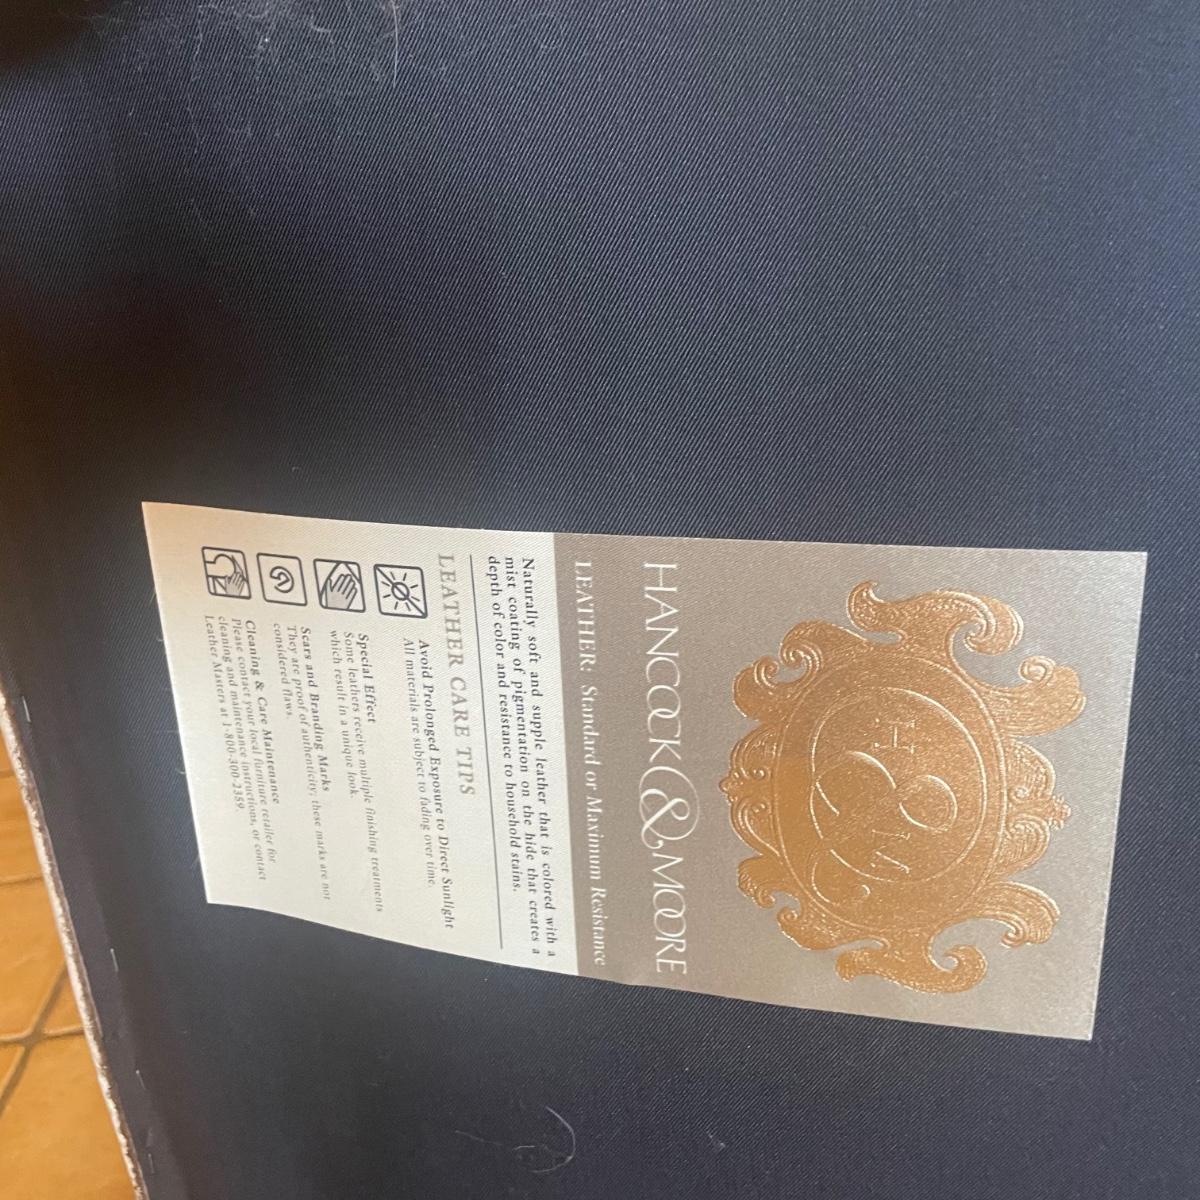 HANCOCK & MOORE
LEATHER: Standard or Maximum Resistance
Naturally soft and supple leather that is colored with a
mist coating of pigmentation on the hide that creates a
depth of color and resistance to household stains.
LEATHER CARE TIPS
Avoid Prolonged Exposure to Direct Sunlight
All materials are subject to fading over time.
Special Effect
Some leathers receive multiple finishing treatments
which result in a unique look.
Scars and Branding Marks
They are proof of authenticity; these marks are not
considered flaws.
Cleaning & Care Maintenance
Please contact your local furniture retailer for
cleaning and maintenance instructions, or contact
Leather Masters at 1-800-300-2359.